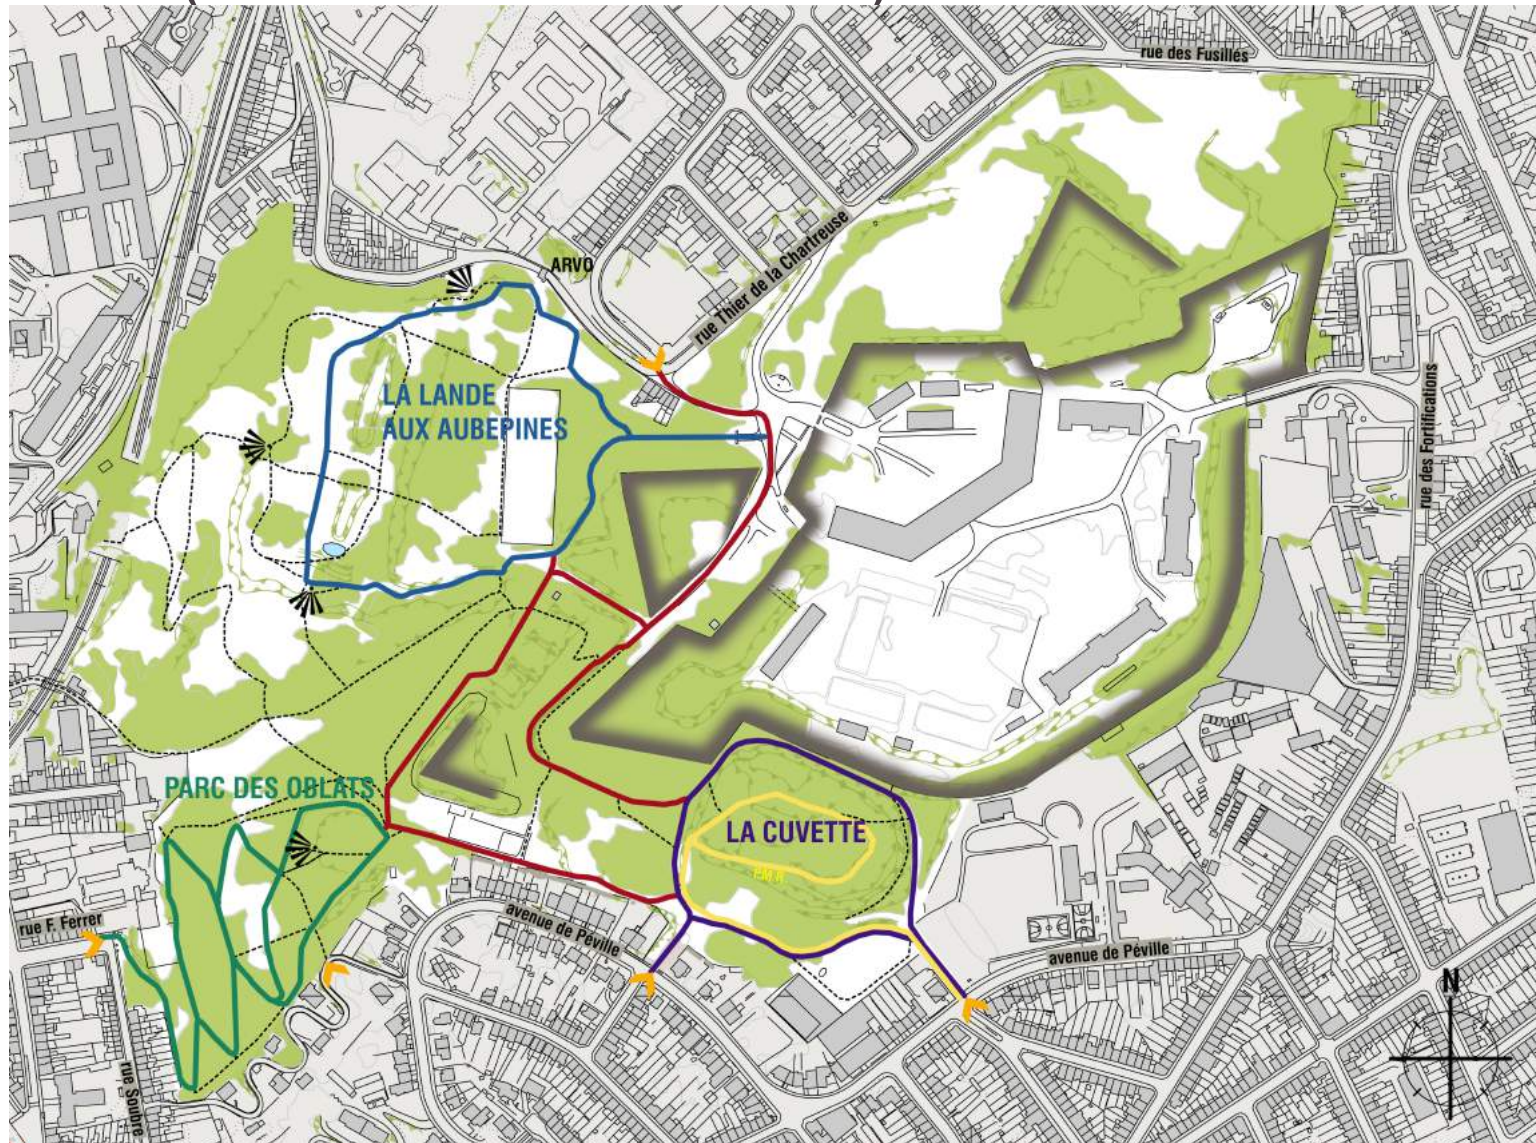 rue des Fusillés
ARVO
rue Thier de la Chartreuse
LA LANDE
AUX AUBEPINES
rue des Fortifications
PARC DES OBLATS
LA CUVETTE
P.M.R.
rue F. Ferrer
avenue de Péville
avenue de Péville
N
rue Soubre